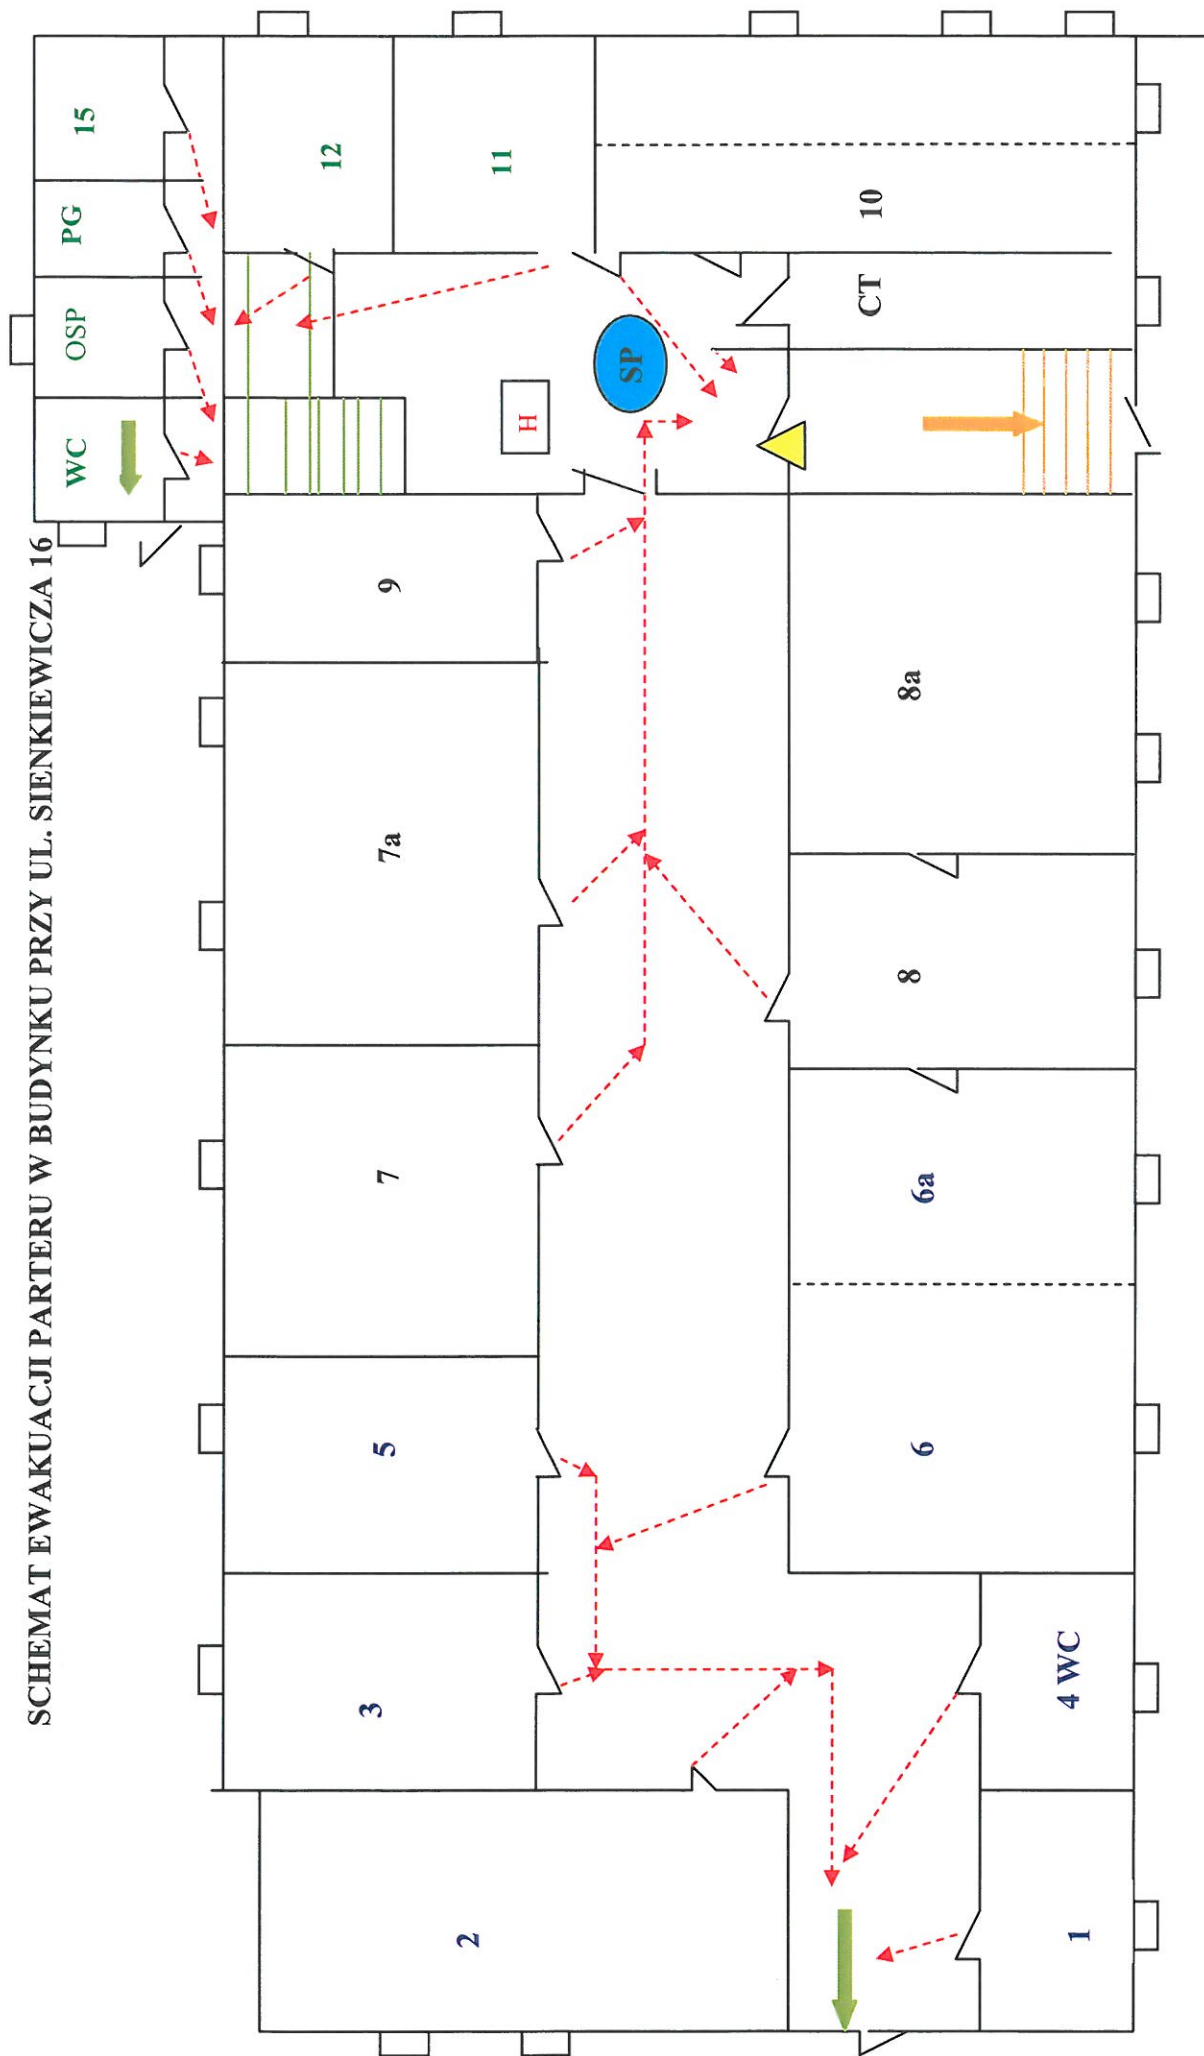 SCHEMAT EWAKUACJI PARTERU W BUDYNKU PRZY UL. SIENKIEWICZA 16
WC
OSP
PG
15
12
11
3
5
7
7a
9
H
SP
2
10
CT
6
6a
8
8a
1
4 WC